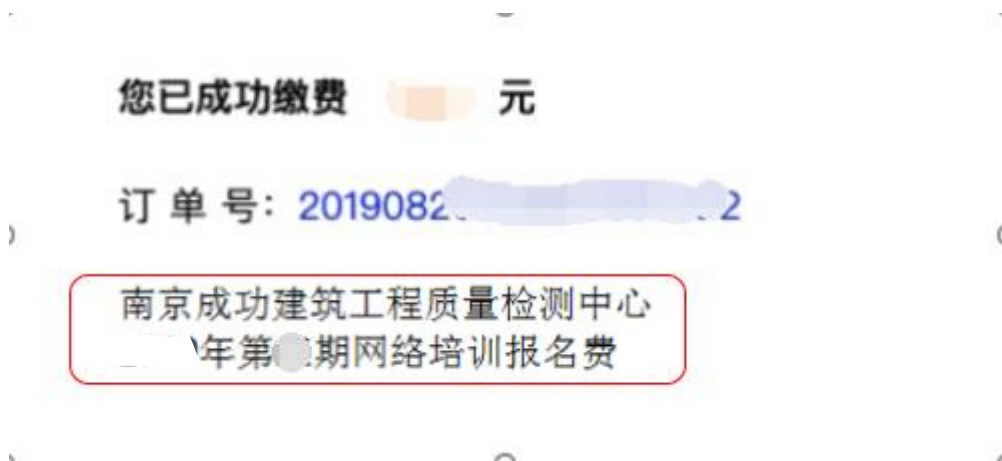 您已成功缴费 元
订 单 号：2019082 2
南京成功建筑工程质量检测中心
年第 期网络培训报名费